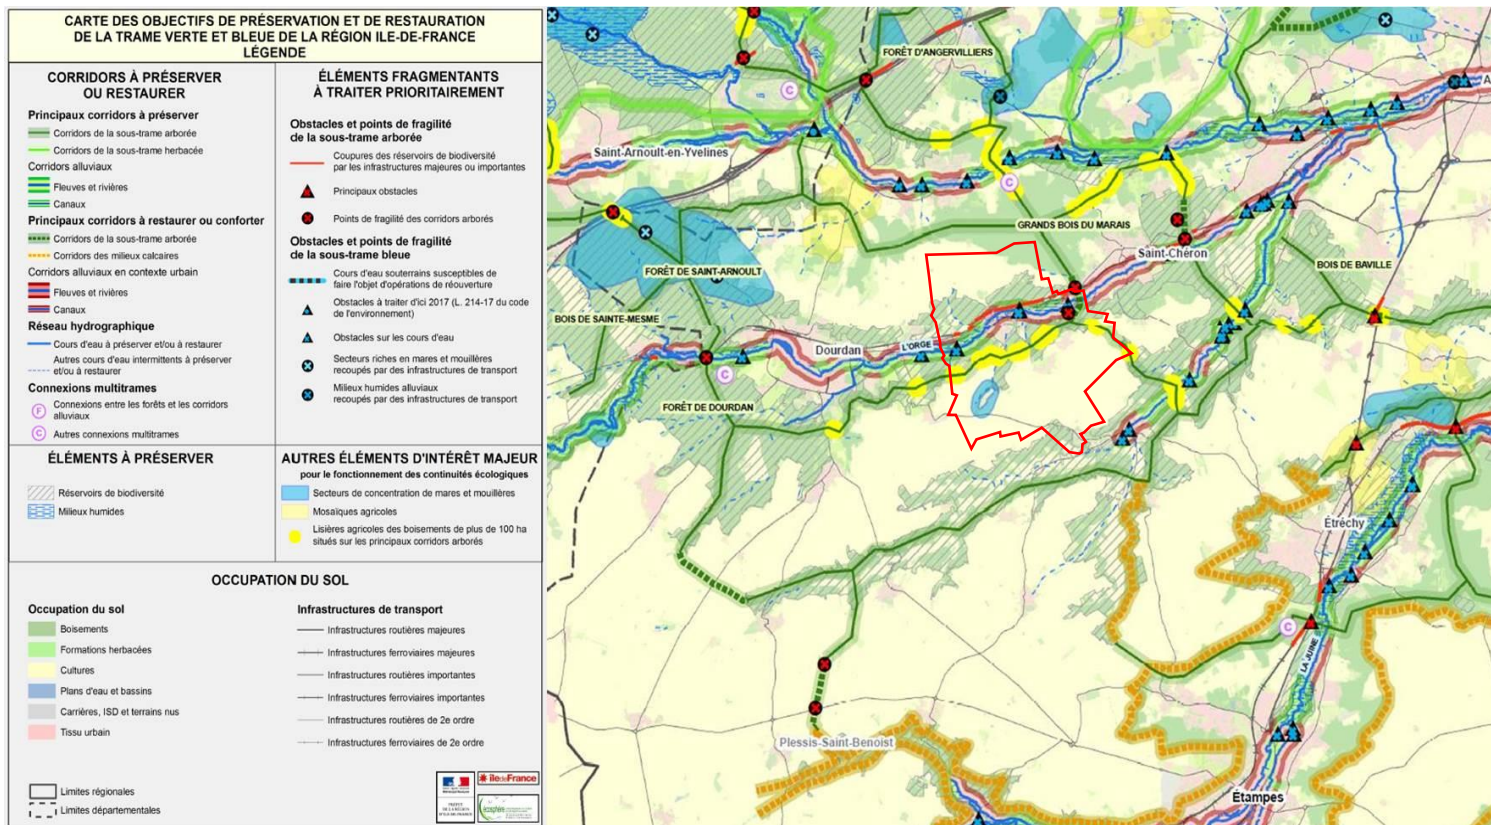 CARTE DES OBJECTIFS DE PRÉSERVATION ET DE RESTAURATION
DE LA TRAME VERTE ET BLEUE DE LA RÉGION ILE-DE-FRANCE
LÉGENDE
CORRIDORS À PRÉSERVER
OU RESTAURER
Principaux corridors à préserver
Corridors de la sous-trame arborée
Corridors de la sous-trame herbacée
Corridors alluviaux
Fleuves et rivières
Canaux
Principaux corridors à restaurer ou conforter
Corridors de la sous-trame arborée
Corridors des milieux calcaires
Corridors alluviaux en contexte urbain
Fleuves et rivières
Canaux
Réseau hydrographique
Cours d'eau à préserver et/ou à restaurer
Autres cours d'eau intermittents à préserver
et/ou à restaurer
Connexions multitrames
F
Connexions entre les forêts et les corridors
alluviaux
C
Autres connexions multitrames
ÉLÉMENTS FRAGMENTANTS
À TRAITER PRIORITAIREMENT
Obstacles et points de fragilité
de la sous-trame arborée
Coupures des réservoirs de biodiversité
par les infrastructures majeures ou importantes
Principaux obstacles
Points de fragilité des corridors arborés
Obstacles et points de fragilité
de la sous-trame bleue
Cours d'eau souterrains susceptibles de
faire l'objet d'opérations de réouverture
Obstacles à traiter d'ici 2017 (L. 214-17 du code
de l'environnement)
Obstacles sur les cours d'eau
Secteurs riches en mares et mouillères
recoupés par des infrastructures de transport
Milieux humides alluviaux
recoupés par des infrastructures de transport
ÉLÉMENTS À PRÉSERVER
Réservoirs de biodiversité
Milieux humides
AUTRES ÉLÉMENTS D'INTÉRÊT MAJEUR
pour le fonctionnement des continuités écologiques
Secteurs de concentration de mares et mouillères
Mosaïques agricoles
Lisières agricoles des boisements de plus de 100 ha
situés sur les principaux corridors arborés
OCCUPATION DU SOL
Occupation du sol
Boisements
Formations herbacées
Cultures
Plans d'eau et bassins
Carrières, ISD et terrains nus
Tissu urbain
Infrastructures de transport
Infrastructures routières majeures
Infrastructures ferroviaires majeures
Infrastructures routières importantes
Infrastructures ferroviaires importantes
Infrastructures routières de 2e ordre
Infrastructures ferroviaires de 2e ordre
Limites régionales
Limites départementales
île de France
FORÊT D'ANGERVILLIERS
C
A
Saint-Arnoult-en-Yvelines
C
GRANDS BOIS DU MARAIS
Saint-Chéron
BOIS DE BAVILLE
FORÊT DE SAINT-ARNOULT
BOIS DE SAINTE-MESME
Dourdan
L'ORGE
C
FORÊT DE DOURDAN
Étréchy
C
LA JUINE
Plessis-Saint-Benoist
Étampes